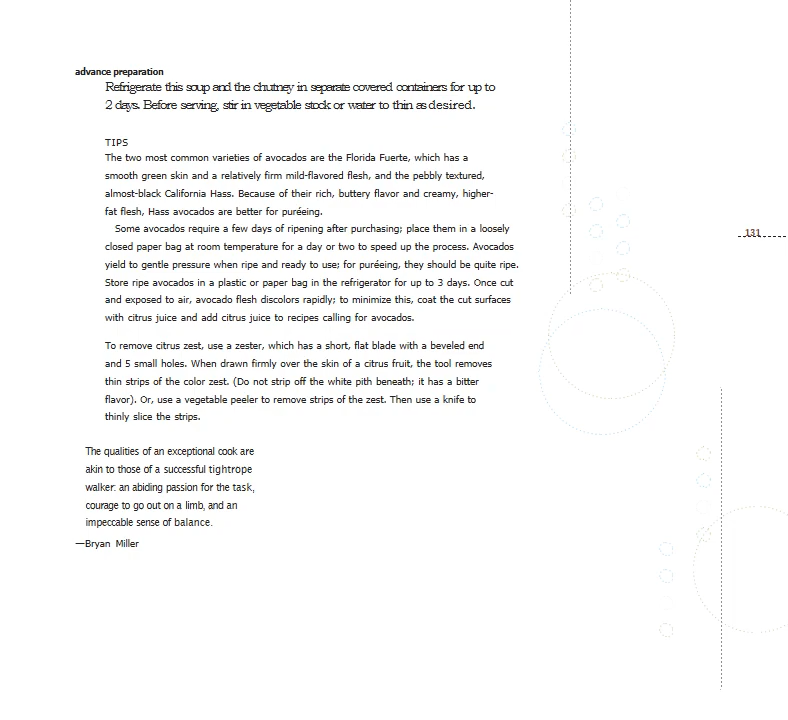 advance preparation
Refrigerate this soup and the chutney in separate covered containers for up to
2 days. Before serving, stir in vegetable stock or water to thin as desired.
TIPS
The two most common varieties of avocados are the Florida Fuerte, which has a
smooth green skin and a relatively firm mild-flavored flesh, and the pebbly textured,
almost-black California Hass. Because of their rich, buttery flavor and creamy, higher-
fat flesh, Hass avocados are better for puréeing.
Some avocados require a few days of ripening after purchasing; place them in a loosely
closed paper bag at room temperature for a day or two to speed up the process. Avocados
yield to gentle pressure when ripe and ready to use; for puréeing, they should be quite ripe.
Store ripe avocados in a plastic or paper bag in the refrigerator for up to 3 days. Once cut
and exposed to air, avocado flesh discolors rapidly; to minimize this, coat the cut surfaces
with citrus juice and add citrus juice to recipes calling for avocados.
To remove citrus zest, use a zester, which has a short, flat blade with a beveled end
and 5 small holes. When drawn firmly over the skin of a citrus fruit, the tool removes
thin strips of the color zest. (Do not strip off the white pith beneath; it has a bitter
flavor). Or, use a vegetable peeler to remove strips of the zest. Then use a knife to
thinly slice the strips.
The qualities of an exceptional cook are
akin to those of a successful tightrope
walker: an abiding passion for the task,
courage to go out on a limb, and an
impeccable sense of balance.
—Bryan Miller
131